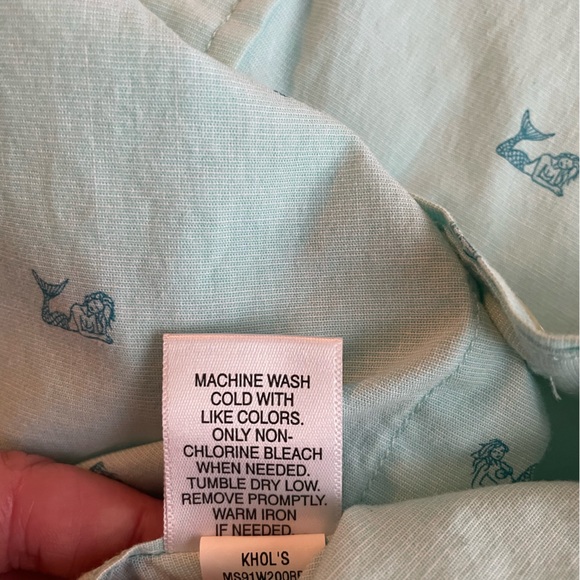 MACHINE WASH
COLD WITH
LIKE COLORS.
ONLY NON-
CHLORINE BLEACH
WHEN NEEDED.
TUMBLE DRY LOW.
REMOVE PROMPTLY.
WARM IRON
IF NEEDED.
KHOL'S